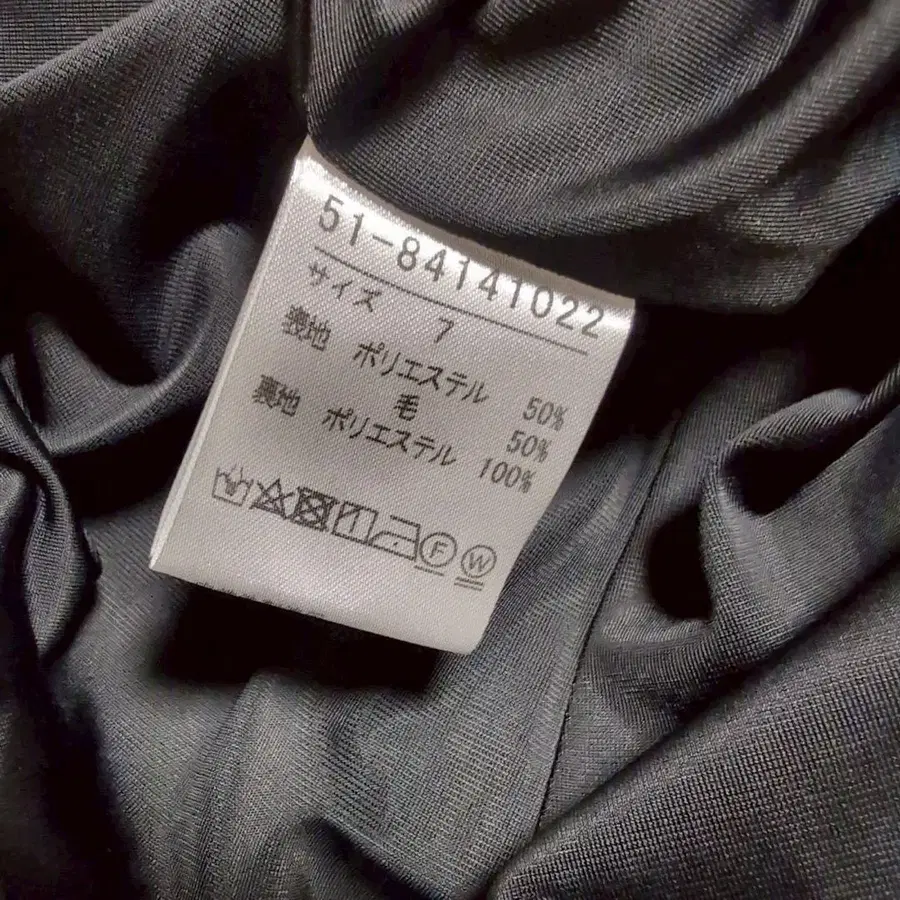 51-84141022
サイズ 7
表地 ポリエステル 50%
毛 50%
裏地 ポリエステル 100%
F W